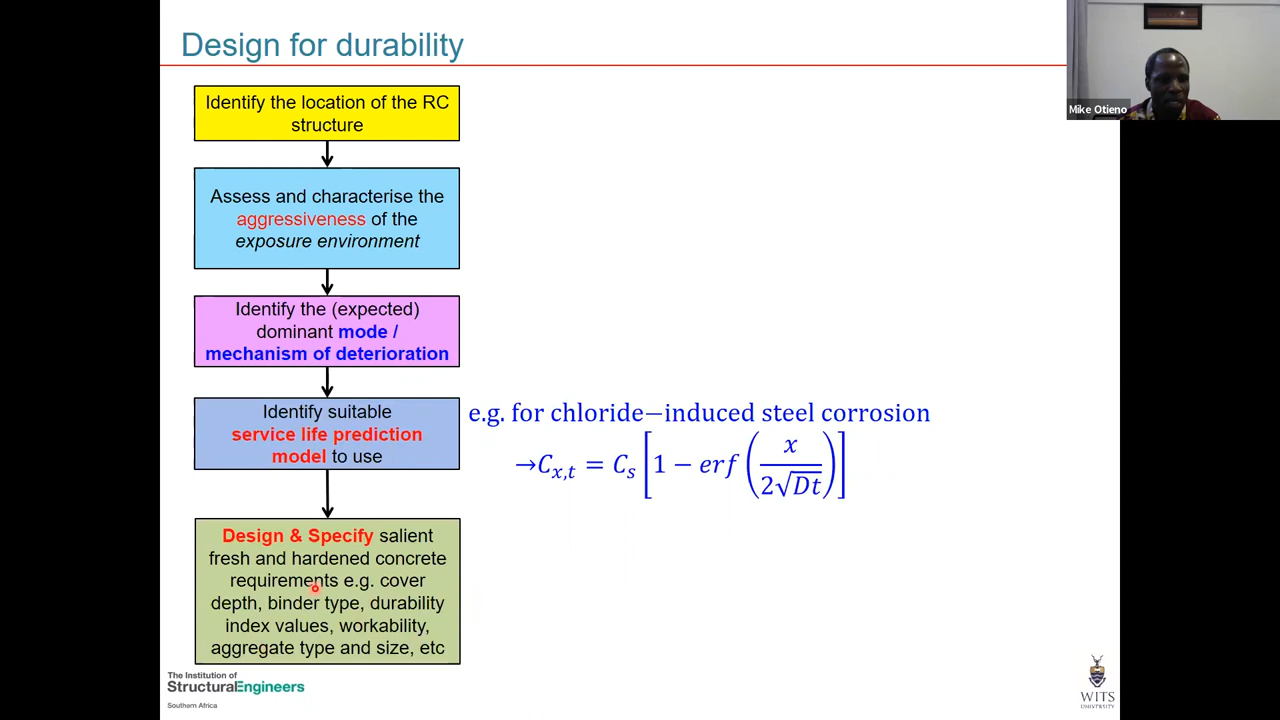 Design for durability
Mike Otieno
Identify the location of the RC
structure
Assess and characterise the
aggressiveness of the
exposure environment
Identify the (expected)
dominant mode /
mechanism of deterioration
Identify suitable
service life prediction
model to use
e.g. for chloride−induced steel corrosion
→C_{x,t} = C_s [1 − erf (x / 2√Dt)]
Design & Specify salient
fresh and hardened concrete
requirements e.g. cover
depth, binder type, durability
index values, workability,
aggregate type and size, etc
The Institution of
StructuralEngineers
Southern Africa
WITS
UNIVERSITY